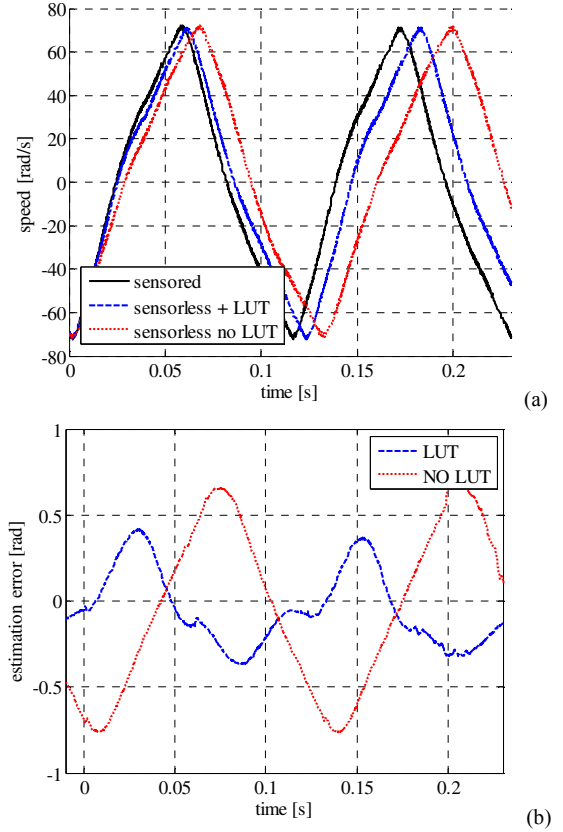 80
60
40
20
0
-20
-40
-60
-80
speed [rad/s]
sensored
sensorless + LUT
sensorless no LUT
0 0.05 0.1 0.15 0.2
time [s]
(a)
1
0.5
0
-0.5
-1
estimation error [rad]
LUT
NO LUT
0 0.05 0.1 0.15 0.2
time [s]
(b)